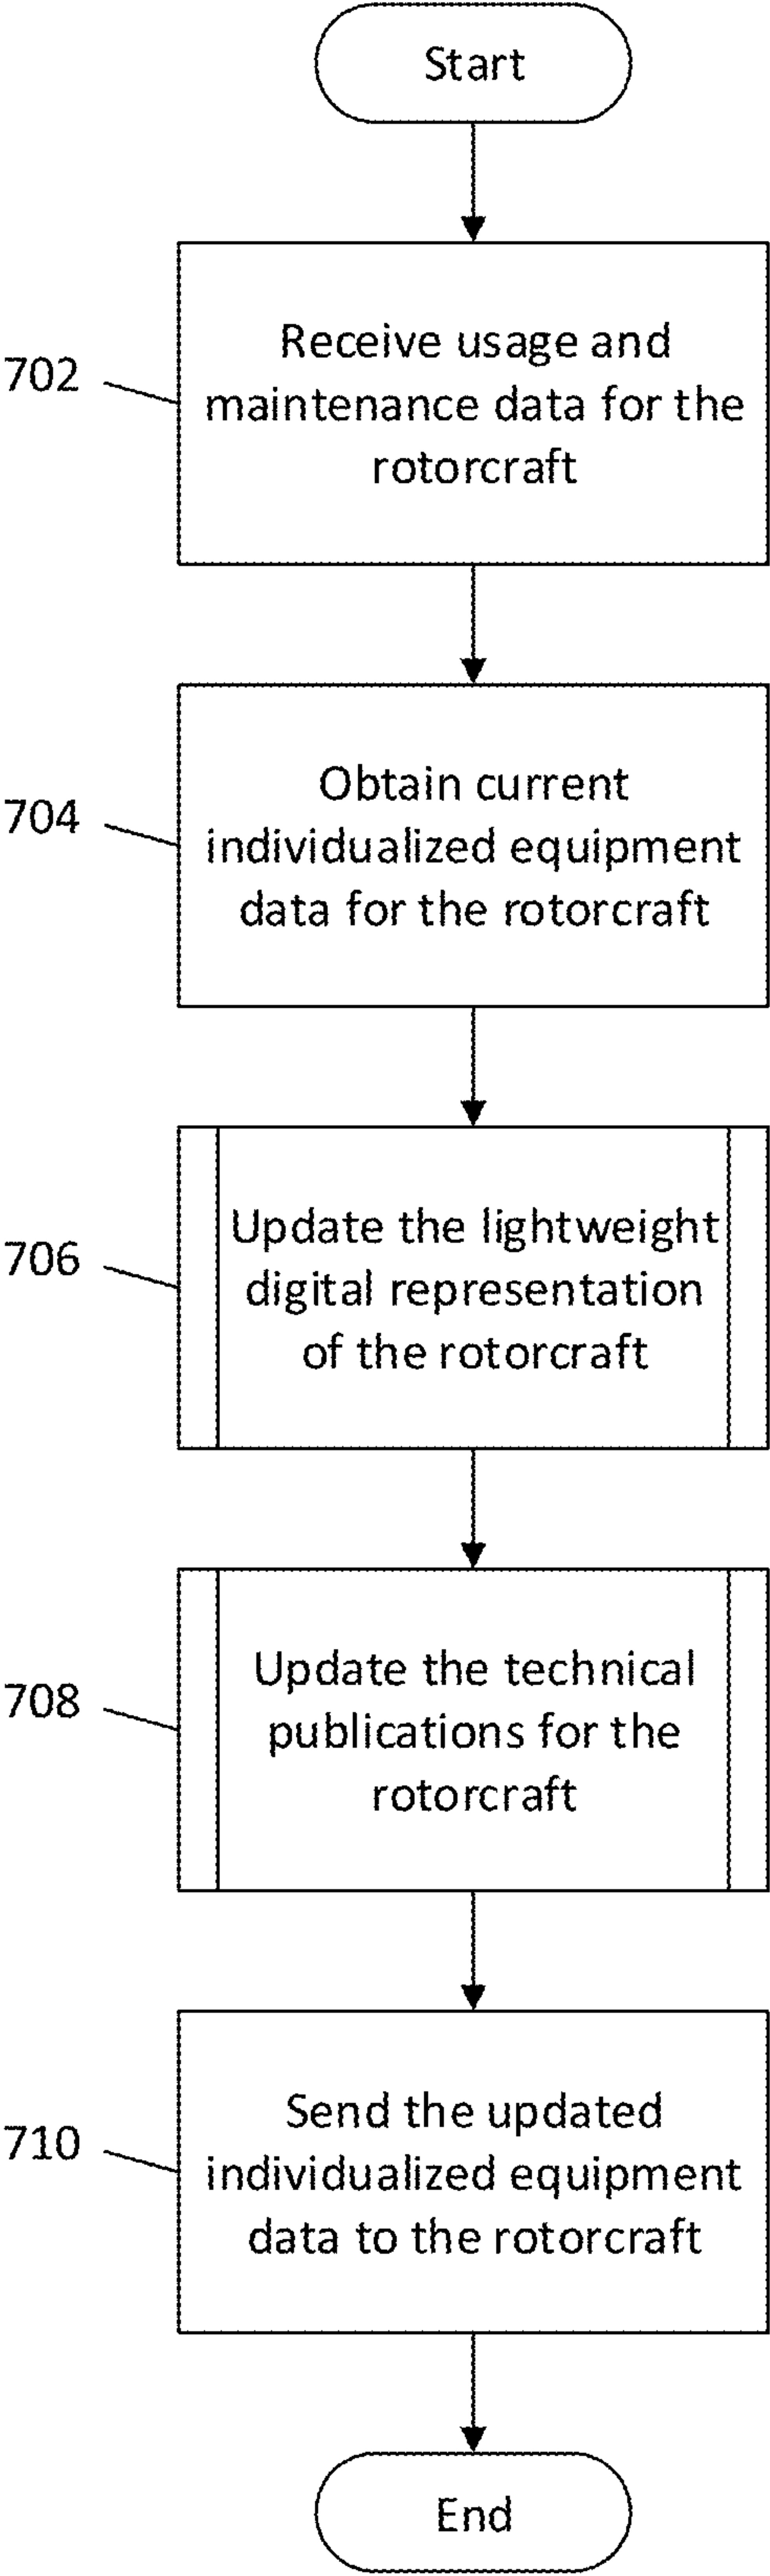 Start
702
Receive usage and
maintenance data for the
rotorcraft
704
Obtain current
individualized equipment
data for the rotorcraft
706
Update the lightweight
digital representation
of the rotorcraft
708
Update the technical
publications for the
rotorcraft
710
Send the updated
individualized equipment
data to the rotorcraft
End